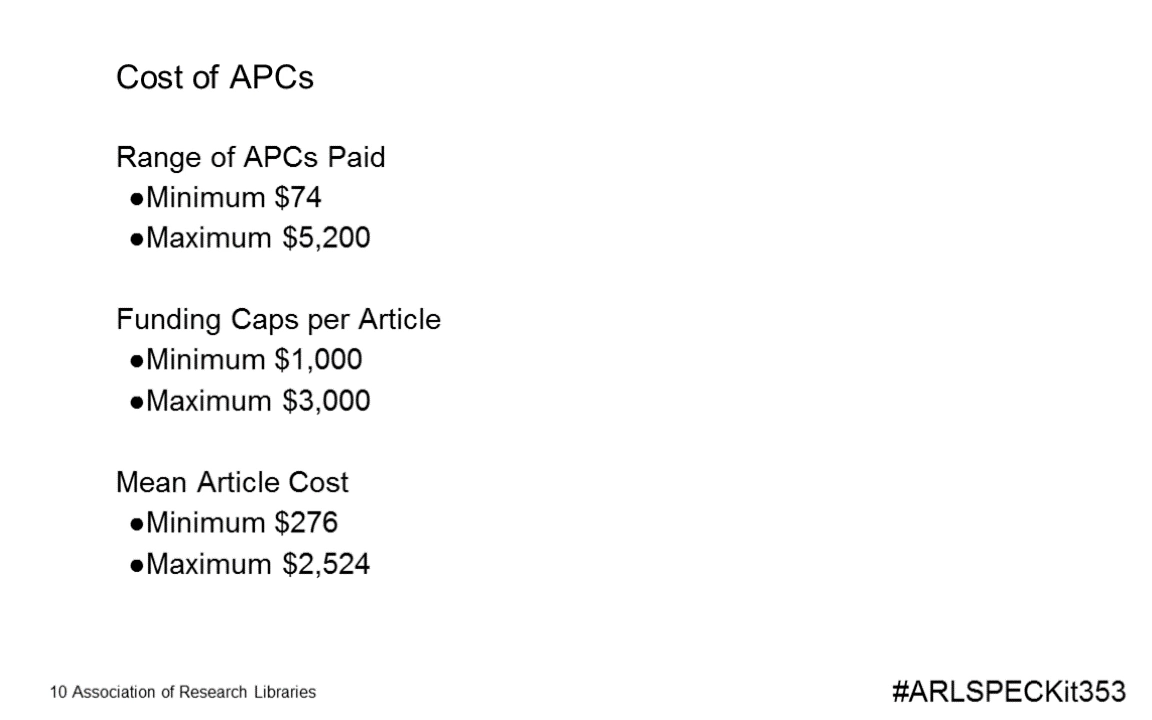 Cost of APCs
Range of APCs Paid
●Minimum $74
●Maximum $5,200
Funding Caps per Article
●Minimum $1,000
●Maximum $3,000
Mean Article Cost
●Minimum $276
●Maximum $2,524
10 Association of Research Libraries
#ARLSPECKit353